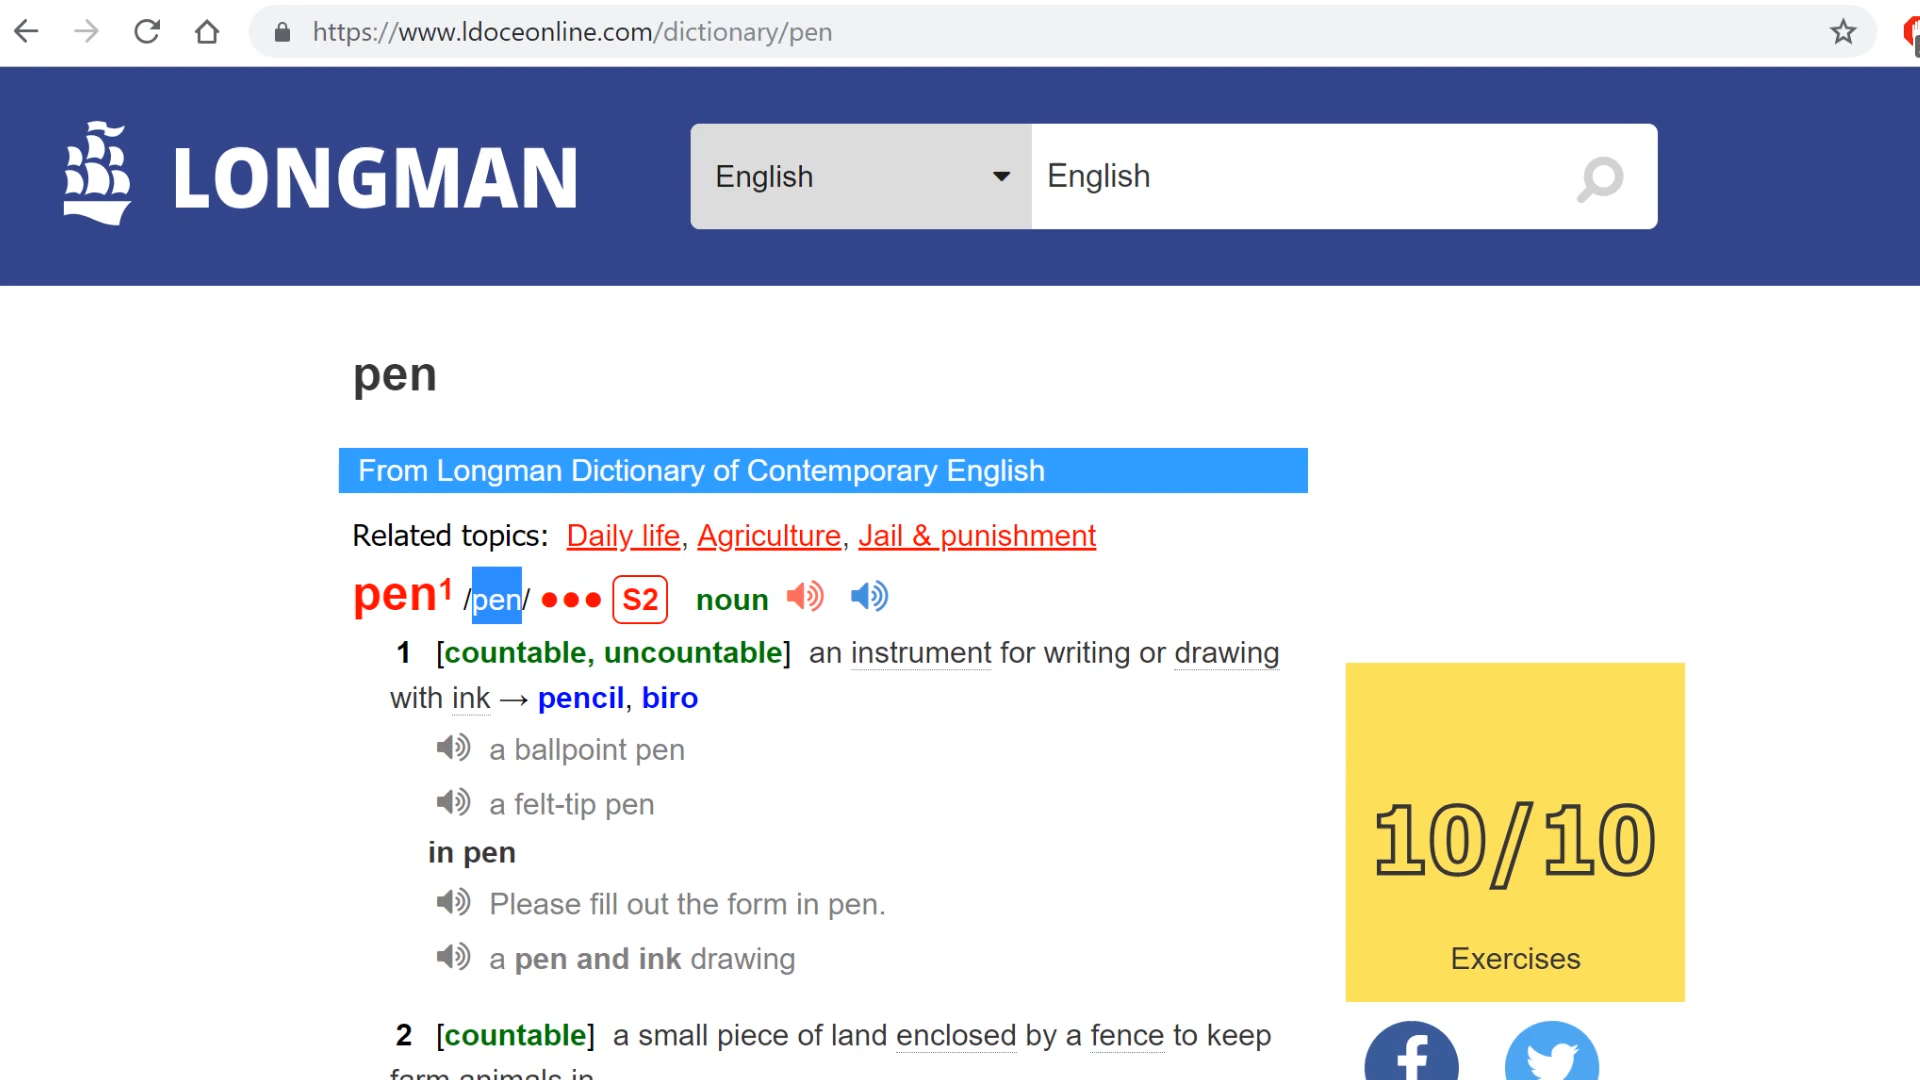 https://www.ldoceonline.com/dictionary/pen
LONGMAN
English
English
pen
From Longman Dictionary of Contemporary English
Related topics: Daily life, Agriculture, Jail & punishment
pen1 /pen/ ●●● S2 noun
1 [countable, uncountable] an instrument for writing or drawing
with ink → pencil, biro
a ballpoint pen
a felt-tip pen
in pen
Please fill out the form in pen.
a pen and ink drawing
10/10
Exercises
2 [countable] a small piece of land enclosed by a fence to keep
farm animals in